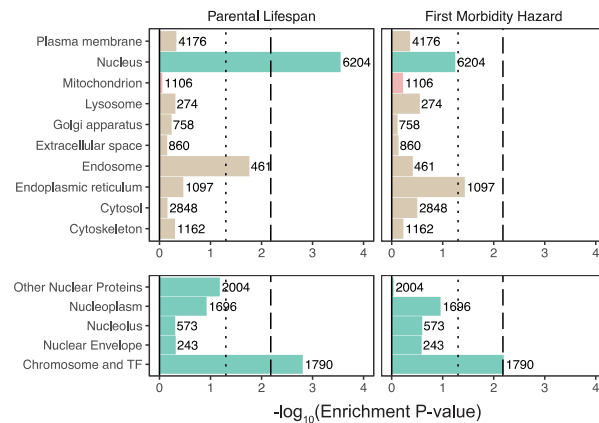 Parental Lifespan
First Morbidity Hazard
Plasma membrane 4176 4176
Nucleus 6204 6204
Mitochondrion 1106 1106
Lysosome 274 274
Golgi apparatus 758 758
Extracellular space 860 860
Endosome 461 461
Endoplasmic reticulum 1097 1097
Cytosol 2848 2848
Cytoskeleton 1162 1162
0 1 2 3 4 0 1 2 3 4
Other Nuclear Proteins 2004 2004
Nucleoplasm 1696 1696
Nucleolus 573 573
Nuclear Envelope 243 243
Chromosome and TF 1790 1790
0 1 2 3 4 0 1 2 3 4
-log10(Enrichment P-value)